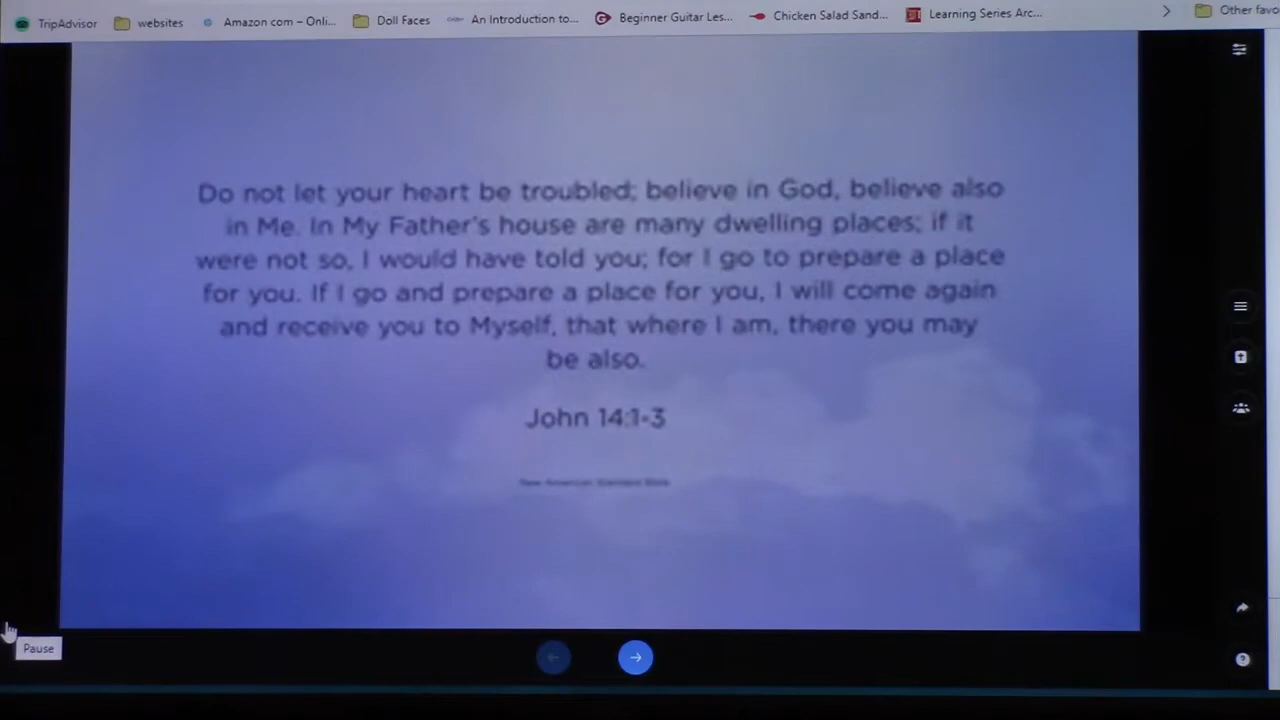 TripAdvisor websites Amazon com – Onli... Doll Faces An Introduction to... Beginner Guitar Les... Chicken Salad Sand... Learning Series Arc... Other favo
Do not let your heart be troubled; believe in God, believe also
in Me. In My Father's house are many dwelling places; if it
were not so, I would have told you; for I go to prepare a place
for you. If I go and prepare a place for you, I will come again
and receive you to Myself, that where I am, there you may
be also.
John 14:1-3
New American Standard Bible
Pause